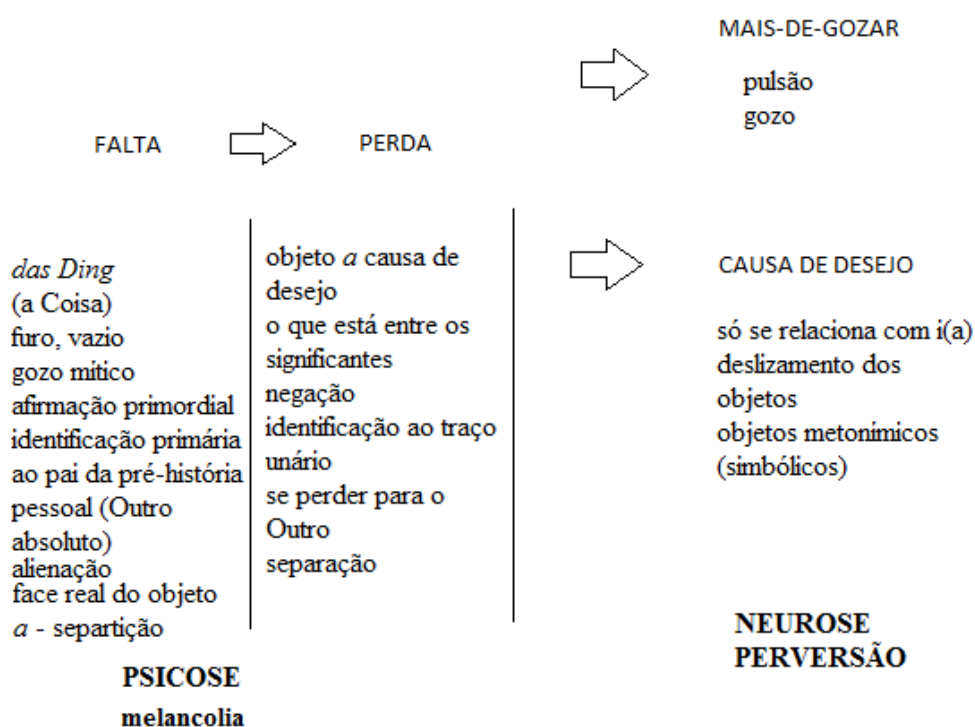 MAIS-DE-GOZAR
pulsão
gozo
FALTA
PERDA
das Ding
(a Coisa)
furo, vazio
gozo mítico
afirmação primordial
identificação primária
ao pai da pré-história
pessoal (Outro
absoluto)
alienação
face real do objeto
a - separtição
objeto a causa de
desejo
o que está entre os
significantes
negação
identificação ao traço
unário
se perder para o
Outro
separação
CAUSA DE DESEJO
só se relaciona com i(a)
deslizamento dos
objetos
objetos metonímicos
(simbólicos)
PSICOSE
melancolia
NEUROSE
PERVERSÃO